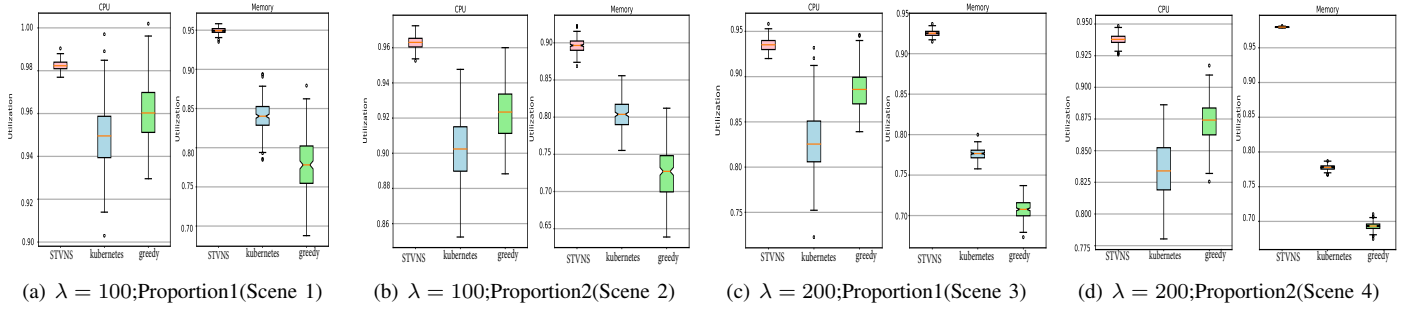 CPU
Memory
CPU
Memory
CPU
Memory
CPU
Memory
Utilization
1.00
0.98
0.96
0.94
0.92
0.90
0.95
0.90
0.85
0.80
0.75
0.70
STVNS kubernetes greedy
STVNS kubernetes greedy
Utilization
0.96
0.94
0.92
0.90
0.88
0.86
0.90
0.85
0.80
0.75
0.70
0.65
STVNS kubernetes greedy
STVNS kubernetes greedy
Utilization
0.95
0.90
0.85
0.80
0.75
0.95
0.90
0.85
0.80
0.75
0.70
STVNS kubernetes greedy
STVNS kubernetes greedy
Utilization
0.950
0.925
0.900
0.875
0.850
0.825
0.800
0.775
0.95
0.90
0.85
0.80
0.75
0.70
STVNS kubernetes greedy
STVNS kubernetes greedy
(a) λ = 100;Proportion1(Scene 1)
(b) λ = 100;Proportion2(Scene 2)
(c) λ = 200;Proportion1(Scene 3)
(d) λ = 200;Proportion2(Scene 4)